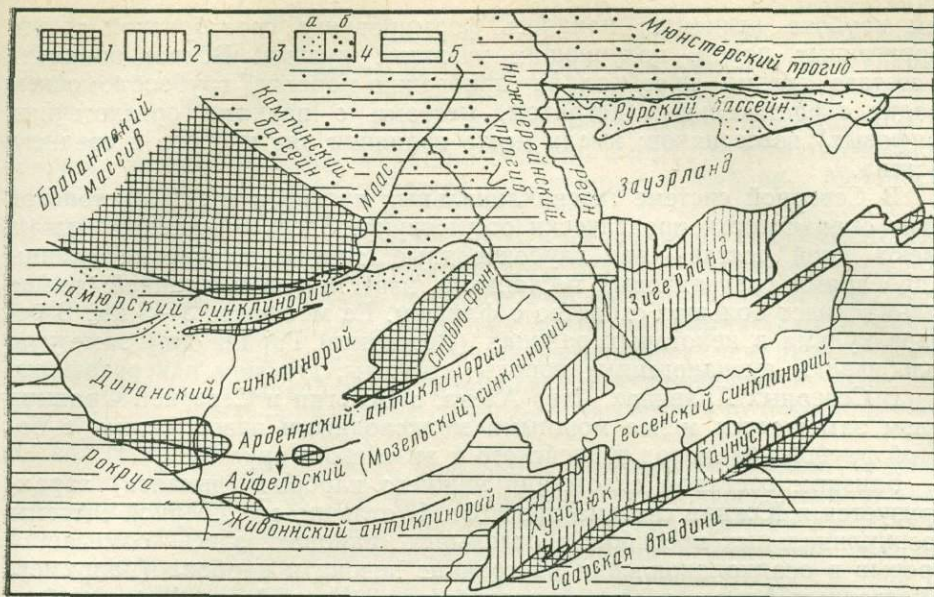 а б
1 2 3 4 5
Мюнстерский прогиб
Рурский бассейн
Нижнерейнский
прогиб
Рейн
Кампинский
бассейн
Маас
Брабантский
массив
Зауэрланд
Зигерланд
Намюрский синклинорий
Ставло-Фенн
Динанский синклинорий
Арденнский антиклинорий
Айфельский (Мозельский) синклинорий
Гессенский синклинорий
Рокруа
Живоннский антиклинорий
Таунус
Хунсрюк
Саарская впадина